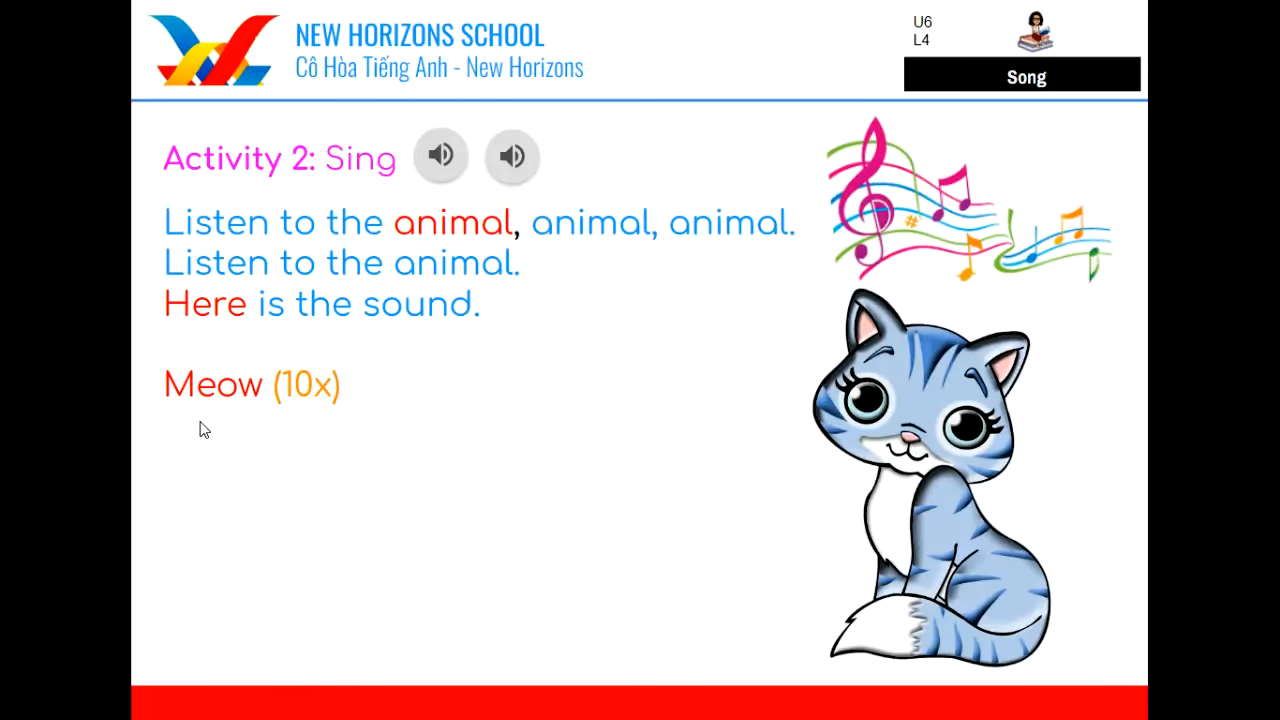 NEW HORIZONS SCHOOL
Cô Hòa Tiếng Anh - New Horizons
U6
L4
Song
Activity 2: Sing
Listen to the animal, animal, animal.
Listen to the animal.
Here is the sound.
Meow (10x)